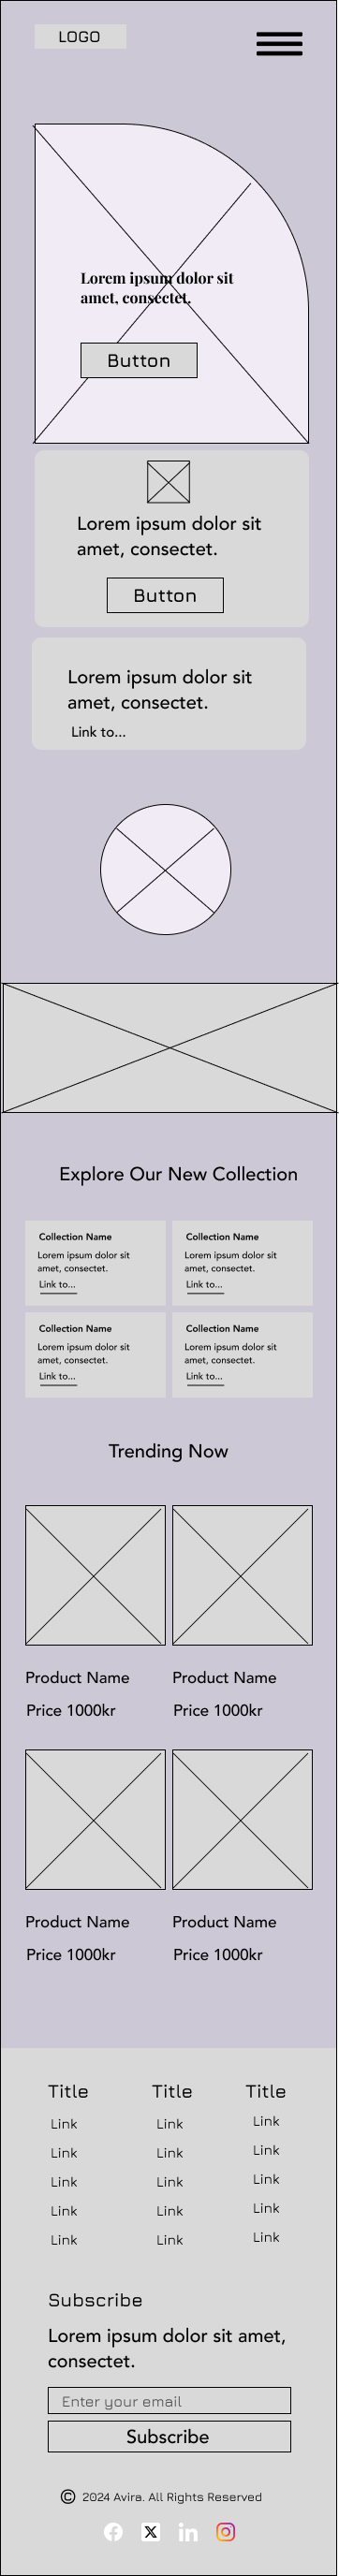 LOGO
Lorem ipsum dolor sit
amet, consectet.
Button
Lorem ipsum dolor sit
amet, consectet.
Button
Lorem ipsum dolor sit
amet, consectet.
Link to...
Explore Our New Collection
Collection Name
Lorem ipsum dolor sit
amet, consectet.
Link to...
Collection Name
Lorem ipsum dolor sit
amet, consectet.
Link to...
Collection Name
Lorem ipsum dolor sit
amet, consectet.
Link to...
Collection Name
Lorem ipsum dolor sit
amet, consectet.
Link to...
Trending Now
Product Name
Price 1000kr
Product Name
Price 1000kr
Product Name
Price 1000kr
Product Name
Price 1000kr
Title
Link
Link
Link
Link
Link
Title
Link
Link
Link
Link
Link
Title
Link
Link
Link
Link
Link
Subscribe
Lorem ipsum dolor sit amet,
consectet.
Enter your email
Subscribe
© 2024 Avira. All Rights Reserved